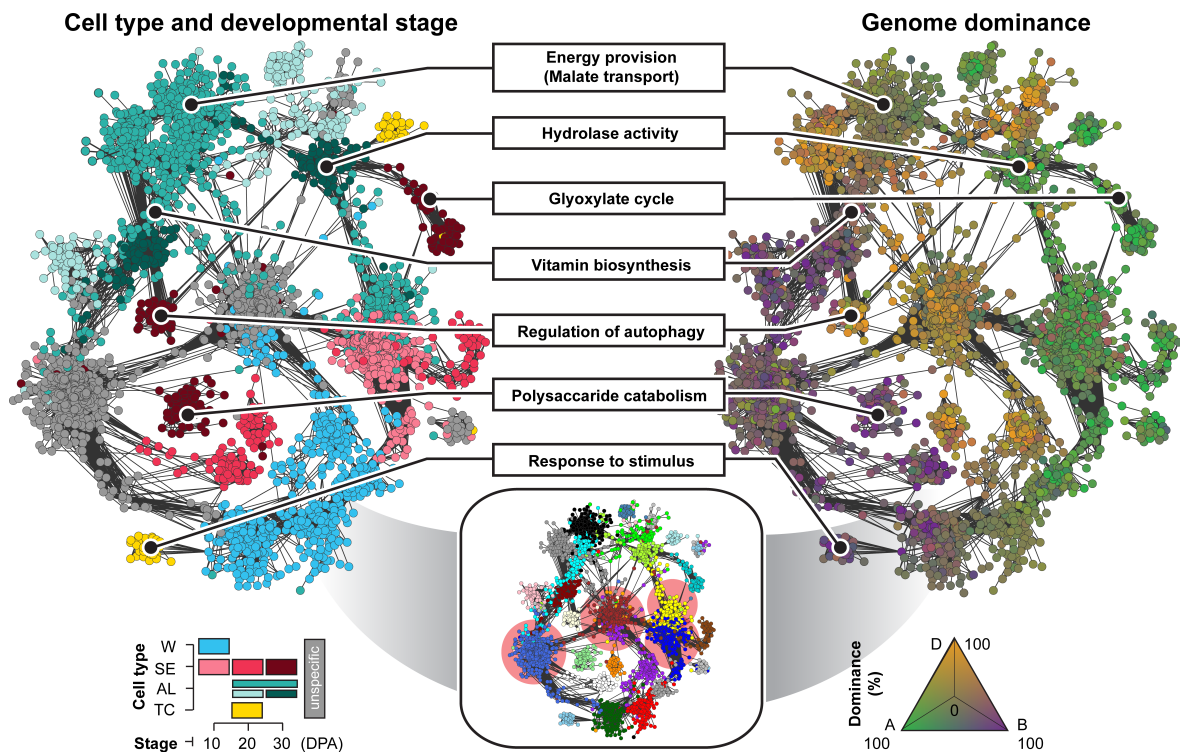 Cell type and developmental stage
Genome dominance
Energy provision
(Malate transport)
Hydrolase activity
Glyoxylate cycle
Vitamin biosynthesis
Regulation of autophagy
Polysaccaride catabolism
Response to stimulus
Cell type
W
SE
AL
TC
unspecific
Stage
10
20
30
(DPA)
Dominance
(%)
D
100
0
A
B
100
100